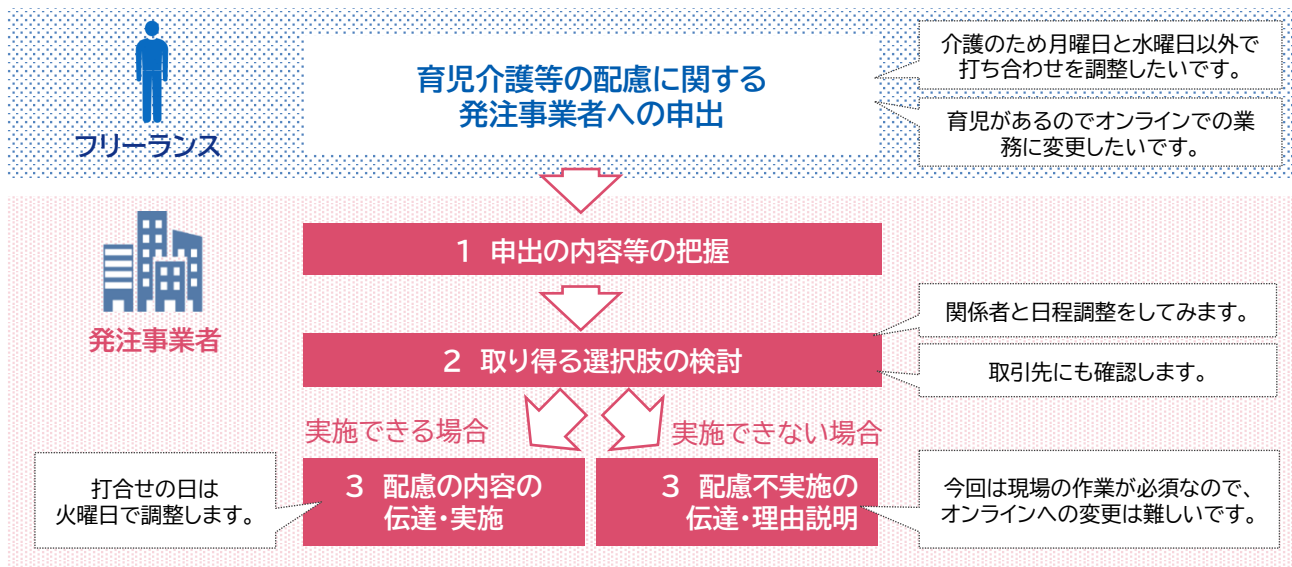 フリーランス
育児介護等の配慮に関する
発注事業者への申出
介護のため月曜日と水曜日以外で
打ち合わせを調整したいです。
育児があるのでオンラインでの業
務に変更したいです。
発注事業者
1 申出の内容等の把握
2 取り得る選択肢の検討
関係者と日程調整をしてみます。
取引先にも確認します。
実施できる場合
実施できない場合
打合せの日は
火曜日で調整します。
3 配慮の内容の
伝達・実施
3 配慮不実施の
伝達・理由説明
今回は現場の作業が必須なので、
オンラインへの変更は難しいです。